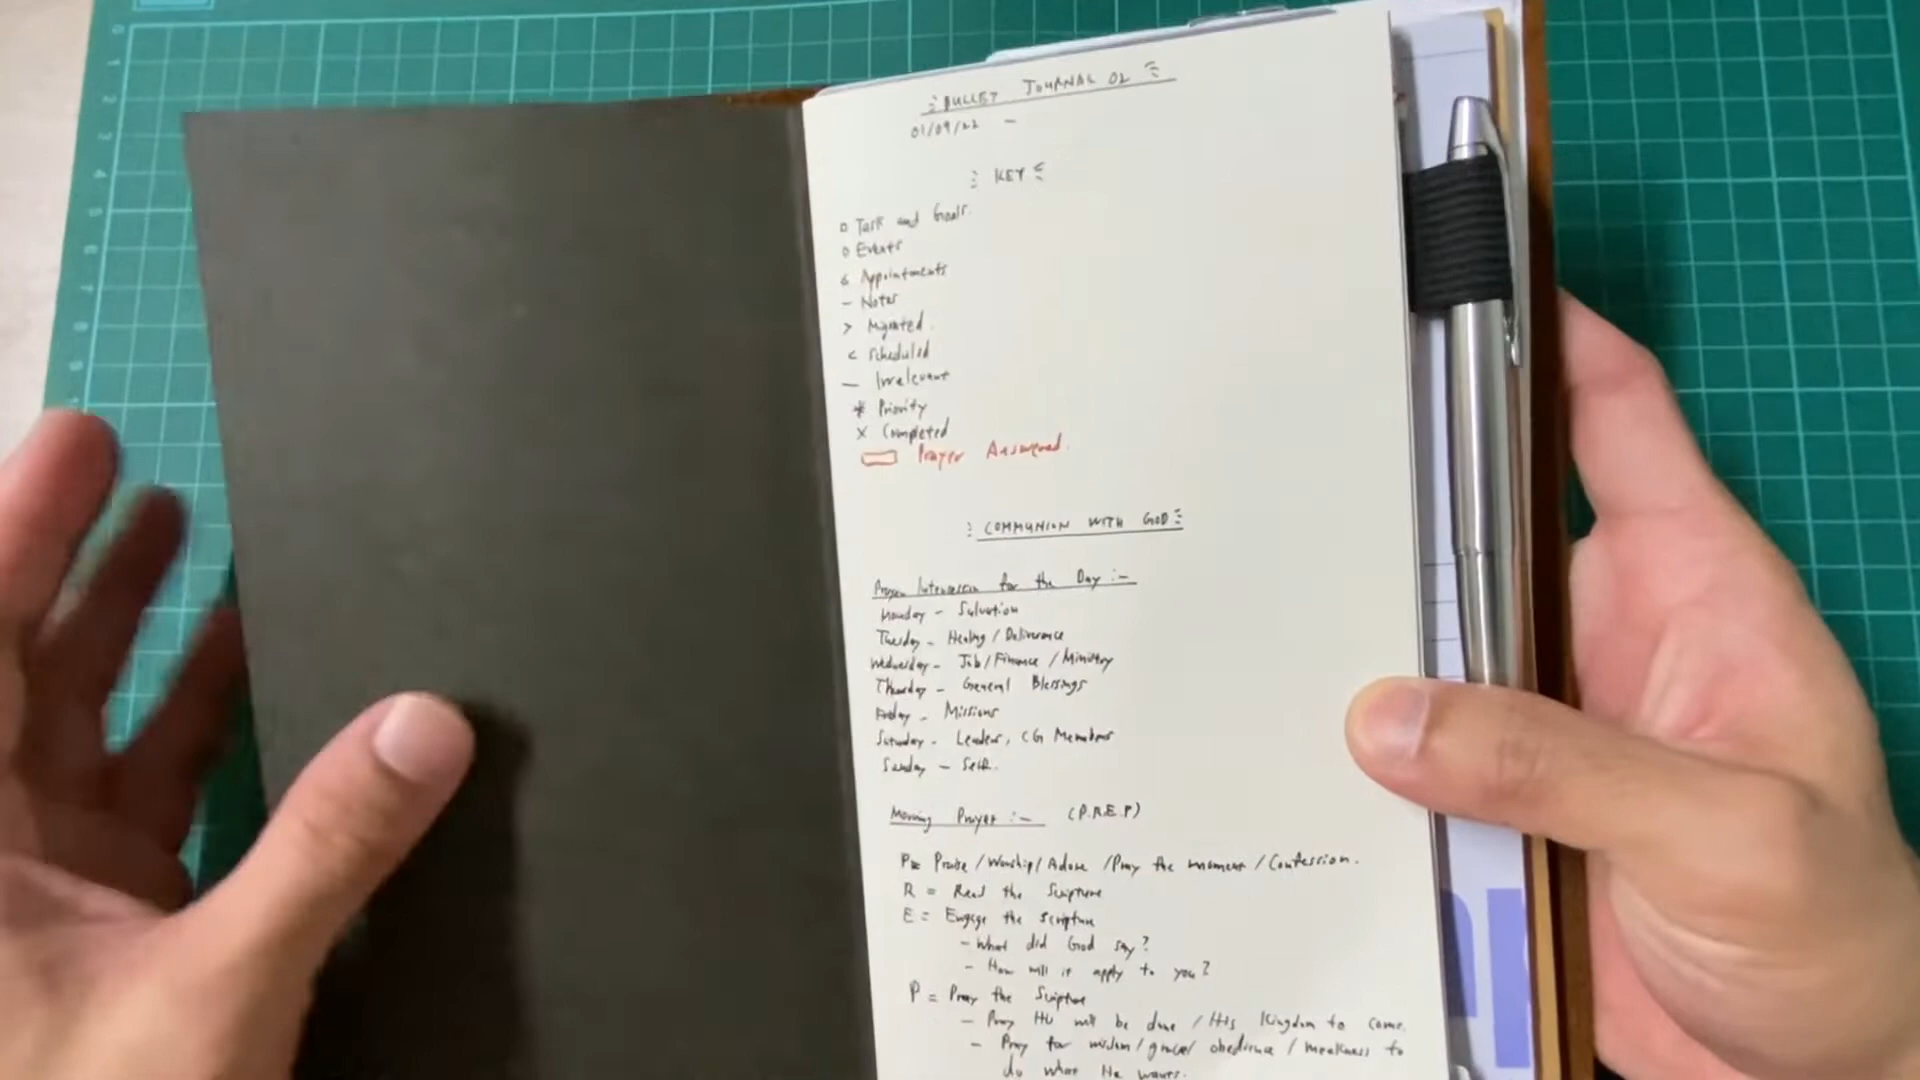 BULLET JOURNAL 02
01/09/22 -
KEY
□ Task and Goals.
o Events
Appointments
- Notes
> Migrated.
< Scheduled
— Irrelevant
* Priority
x Completed
Prayer Answered.
COMMUNION WITH GOD
Prayer Intercession for the Day :-
Monday - Salvation
Tuesday - Healing / Deliverance
Wednesday - Job / Finance / Ministry
Thursday - General Blessings
Friday - Missions
Saturday - Leaders, CG Members
Sunday - Self.
Morning Prayer :- (P.R.E.P)
P = Praise / Worship / Adore / Pray the moment / Confession.
R = Read the Scripture
E = Engage the scripture
- What did God say?
- How will it apply to you?
P = Pray the Scripture
- Pray His will be done / His Kingdom to come.
- Pray for wisdom / grace / obedience / meekness to
do what He wants.